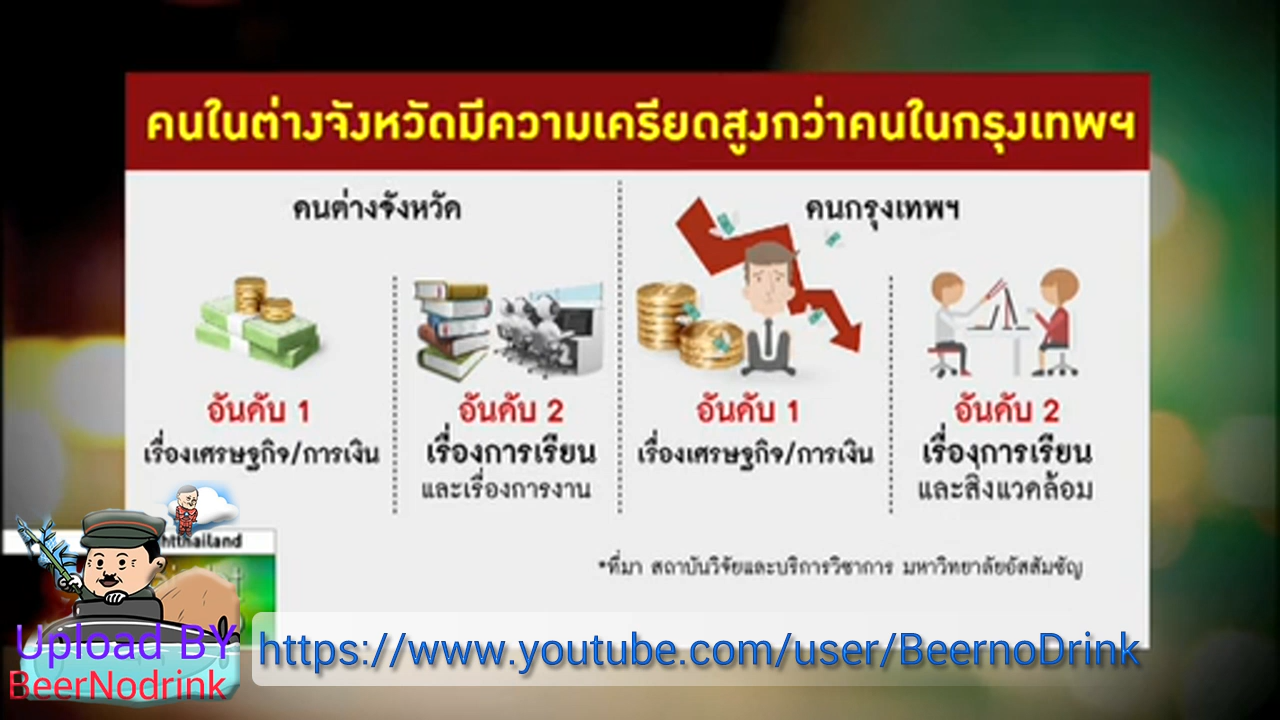 คนในต่างจังหวัดมีความเครียดสูงกว่าคนในกรุงเทพฯ
คนต่างจังหวัด
คนกรุงเทพฯ
อันดับ 1
เรื่องเศรษฐกิจ/การเงิน
อันดับ 2
เรื่องการเรียน
และเรื่องการงาน
อันดับ 1
เรื่องเศรษฐกิจ/การเงิน
อันดับ 2
เรื่องการเรียน
และสิ่งแวดล้อม
*ที่มา สถาบันวิจัยและบริการวิชาการ มหาวิทยาลัยอัสสัมชัญ
htthailand
Upload BY
BeerNodrink
https://www.youtube.com/user/BeernoDrink